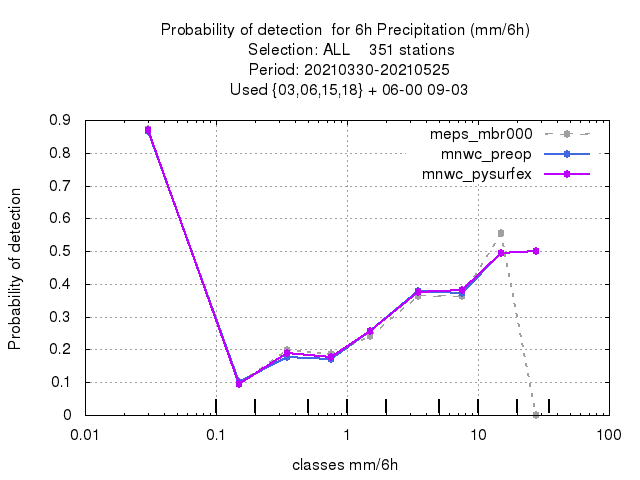 Probability of detection  for 6h Precipitation (mm/6h)
Selection: ALL    351 stations
Period: 20210330-20210525
Used {03,06,15,18} + 06-00 09-03
meps_mbr000
mnwc_preop
mnwc_pysurfex
Probability of detection
0.9
0.8
0.7
0.6
0.5
0.4
0.3
0.2
0.1
0
0.01 0.1 1 10 100
classes mm/6h